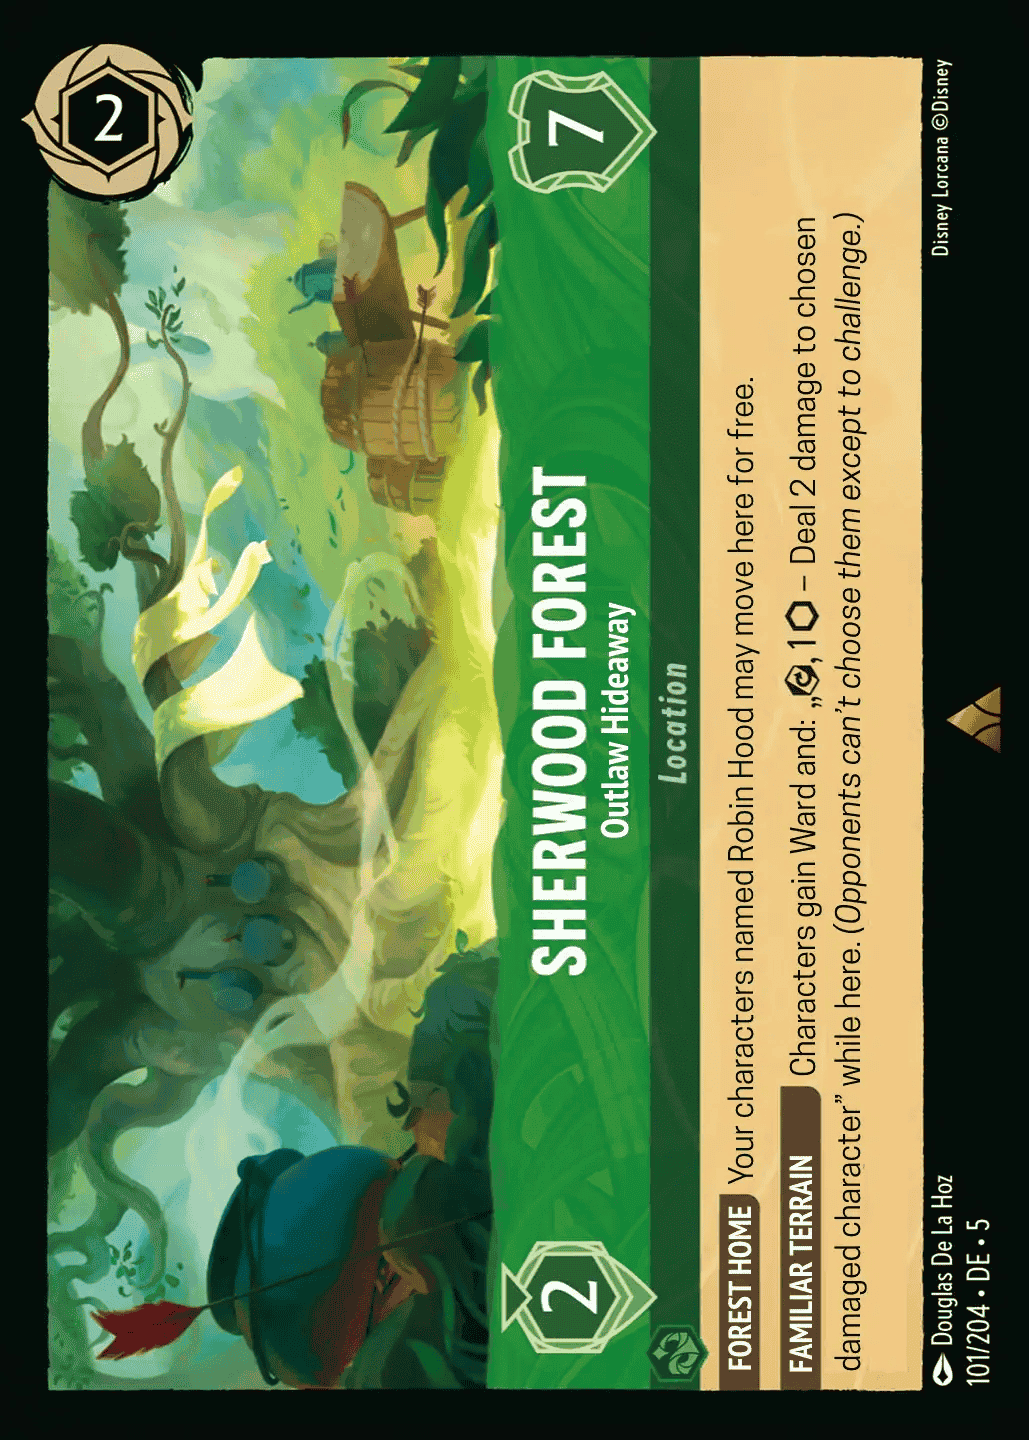 2
SHERWOOD FOREST
Outlaw Hideaway
2
7
Location
FOREST HOME Your characters named Robin Hood may move here for free.
FAMILIAR TERRAIN Characters gain Ward and: „⟳, 1 ⬡ – Deal 2 damage to chosen
damaged character” while here. (Opponents can't choose them except to challenge.)
Douglas De La Hoz
Disney Lorcana ©Disney
101/204 • DE • 5